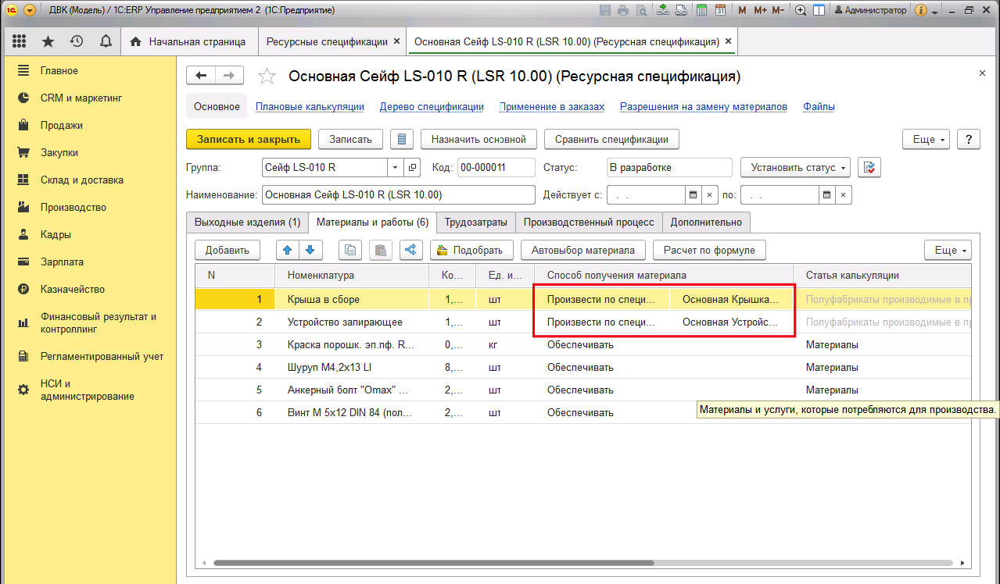 ДВК (Модель) / 1С:ERP Управление предприятием 2 (1С:Предприятие)
M M+ M- Администратор
Начальная страница
Ресурсные спецификации ×
Основная Сейф LS-010 R (LSR 10.00) (Ресурсная спецификация) ×
Главное
CRM и маркетинг
Продажи
Закупки
Склад и доставка
Производство
Кадры
Зарплата
Казначейство
Финансовый результат и
контроллинг
Регламентированный учет
НСИ и
администрирование
Основная Сейф LS-010 R (LSR 10.00) (Ресурсная спецификация)
Основное Плановые калькуляции Дерево спецификации Применение в заказах Разрешения на замену материалов Файлы
Записать и закрыть Записать Назначить основной Сравнить спецификации Еще ?
Группа: Сейф LS-010 R Код: 00-000011 Статус: В разработке Установить статус
Наименование: Основная Сейф LS-010 R (LSR 10.00) Действует с: . . по: . .
Выходные изделия (1) Материалы и работы (6) Трудозатраты Производственный процесс Дополнительно
Добавить Подобрать Автовыбор материала Расчет по формуле Еще
N Номенклатура Ко... Ед. и... Способ получения материала Статья калькуляции
1 Крыша в сборе 1,... шт Произвести по специ... Основная Крышка... Полуфабрикаты производимые в пр
2 Устройство запирающее 1,... шт Произвести по специ... Основная Устройс... Полуфабрикаты производимые в пр
3 Краска порошк. эп.пф. R... 0,... кг Обеспечивать Материалы
4 Шуруп М4,2х13 LI 8,... шт Обеспечивать Материалы
5 Анкерный болт "Omax" ... 2,... шт Обеспечивать Материалы
6 Винт М 5х12 DIN 84 (пол... 2,... шт Обеспечивать
Материалы и услуги, которые потребляются для производства.